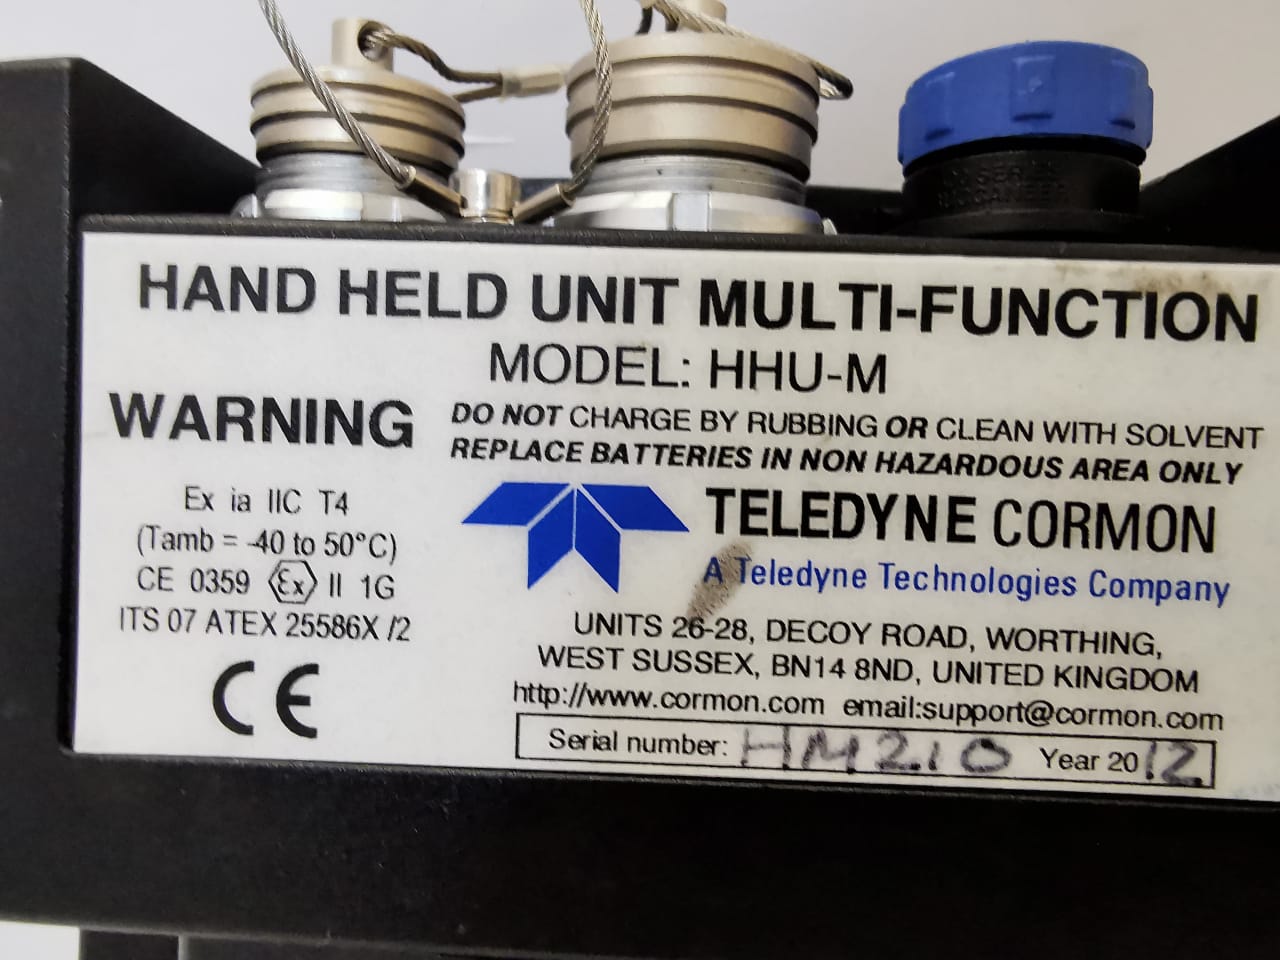 400 SERIES
BUCCANEER
HAND HELD UNIT MULTI-FUNCTION
MODEL: HHU-M
WARNING
DO NOT CHARGE BY RUBBING OR CLEAN WITH SOLVENT
REPLACE BATTERIES IN NON HAZARDOUS AREA ONLY
Ex ia IIC T4
(Tamb = -40 to 50°C)
CE 0359 Ex II 1G
ITS 07 ATEX 25586X /2
CE
TELEDYNE CORMON
A Teledyne Technologies Company
UNITS 26-28, DECOY ROAD, WORTHING,
WEST SUSSEX, BN14 8ND, UNITED KINGDOM
http://www.cormon.com email:support@cormon.com
Serial number: HM210 Year 2012